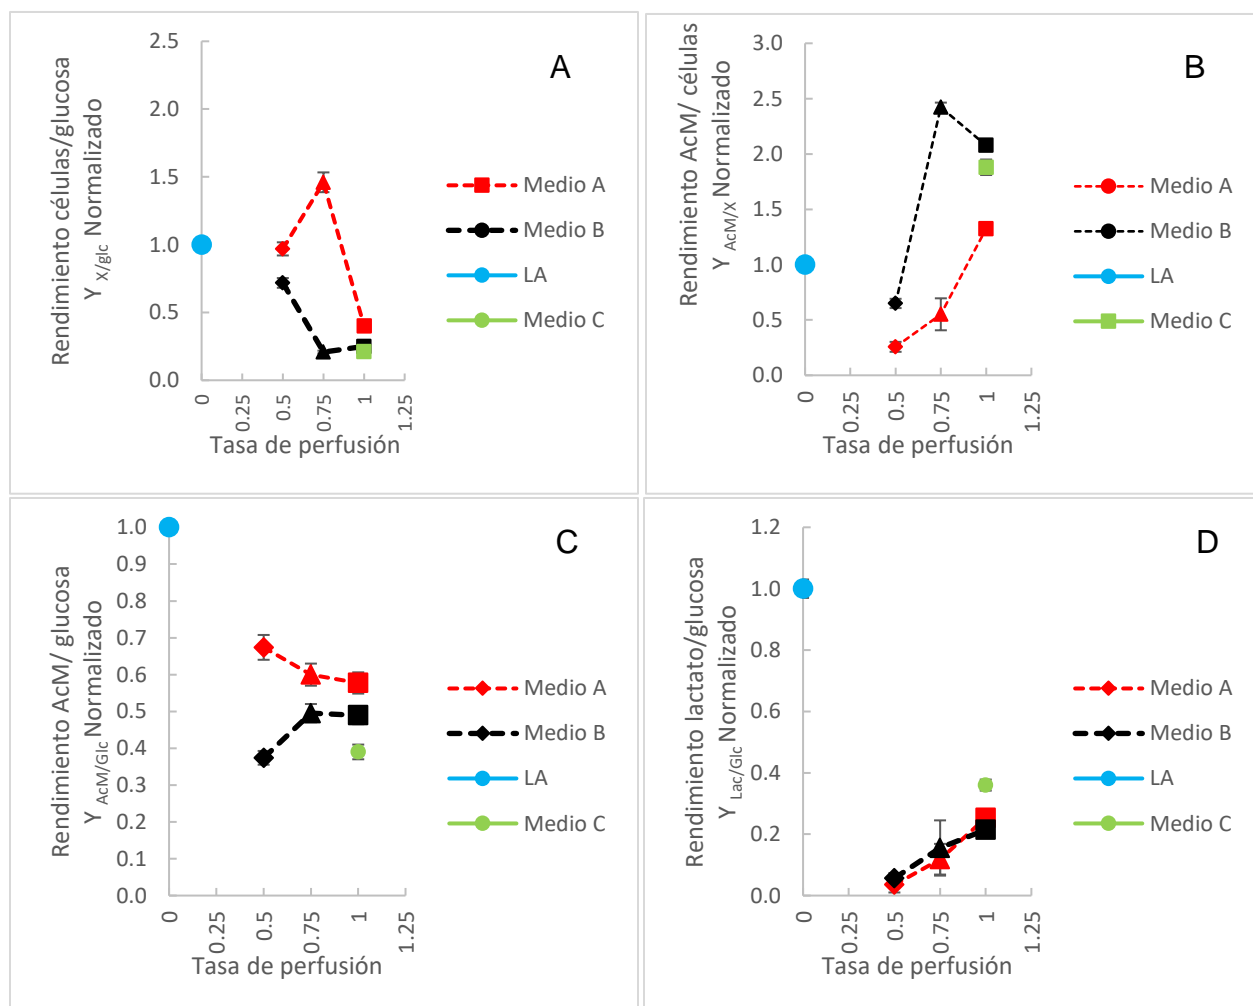 A
Rendimiento células/glucosa
Y X/glc Normalizado
2.5
2.0
1.5
1.0
0.5
0.0
0
0.25
0.5
0.75
1
1.25
Tasa de perfusión
Medio A
Medio B
LA
Medio C
B
Rendimiento AcM/ células
Y AcM/X Normalizado
3.0
2.5
2.0
1.5
1.0
0.5
0.0
0
0.25
0.5
0.75
1
1.25
Tasa de perfusión
Medio A
Medio B
LA
Medio C
C
Rendimiento AcM/ glucosa
Y AcM/Glc Normalizado
1.0
0.9
0.8
0.7
0.6
0.5
0.4
0.3
0.2
0.1
0.0
0
0.25
0.5
0.75
1
1.25
Tasa de perfusión
Medio A
Medio B
LA
Medio C
D
Rendimiento lactato/glucosa
Y Lac/Glc Normalizado
1.2
1.0
0.8
0.6
0.4
0.2
0.0
0
0.25
0.5
0.75
1
1.25
Tasa de perfusión
Medio A
Medio B
LA
Medio C